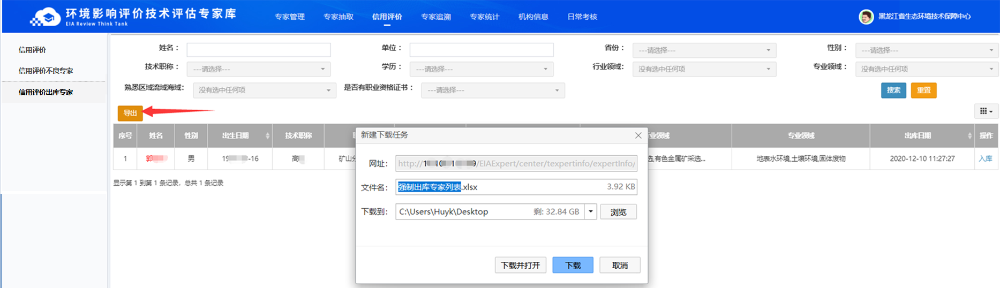 环境影响评价技术评估专家库
EIA Review Think Tank
专家管理 专家抽取 信用评价 专家追溯 专家统计 机构信息 日常考核
黑龙江省生态环境技术保障中心
信用评价
信用评价不良专家
信用评价出库专家
姓名： 单位： 省份： ---请选择--- 性别： ---请选择---
技术职称： ---请选择--- 学历： ---请选择--- 行业领域： 没有选中任何项 专业领域： 没有选中任何项
熟悉区域流域海域： 没有选中任何项 是否有职业资格证书： ---请选择--- 搜索 重置
导出
序号 姓名 性别 出生日期 技术职称 业领域 专业领域 出库日期 操作
1 郭 男 19 -16 高 矿山 选,有色金属矿采选... 地表水环境,土壤环境,固体废物 2020-12-10 11:27:27 入库
显示第 1 到第 1 条记录，总共 1 条记录
新建下载任务
网址： http://1 /EIAExpert/center/texpertinfo/expertInfo/
文件名： 强制出库专家列表.xlsx 3.92 KB
下载到： C:\Users\Huyk\Desktop 剩: 32.84 GB 浏览
下载并打开 下载 取消